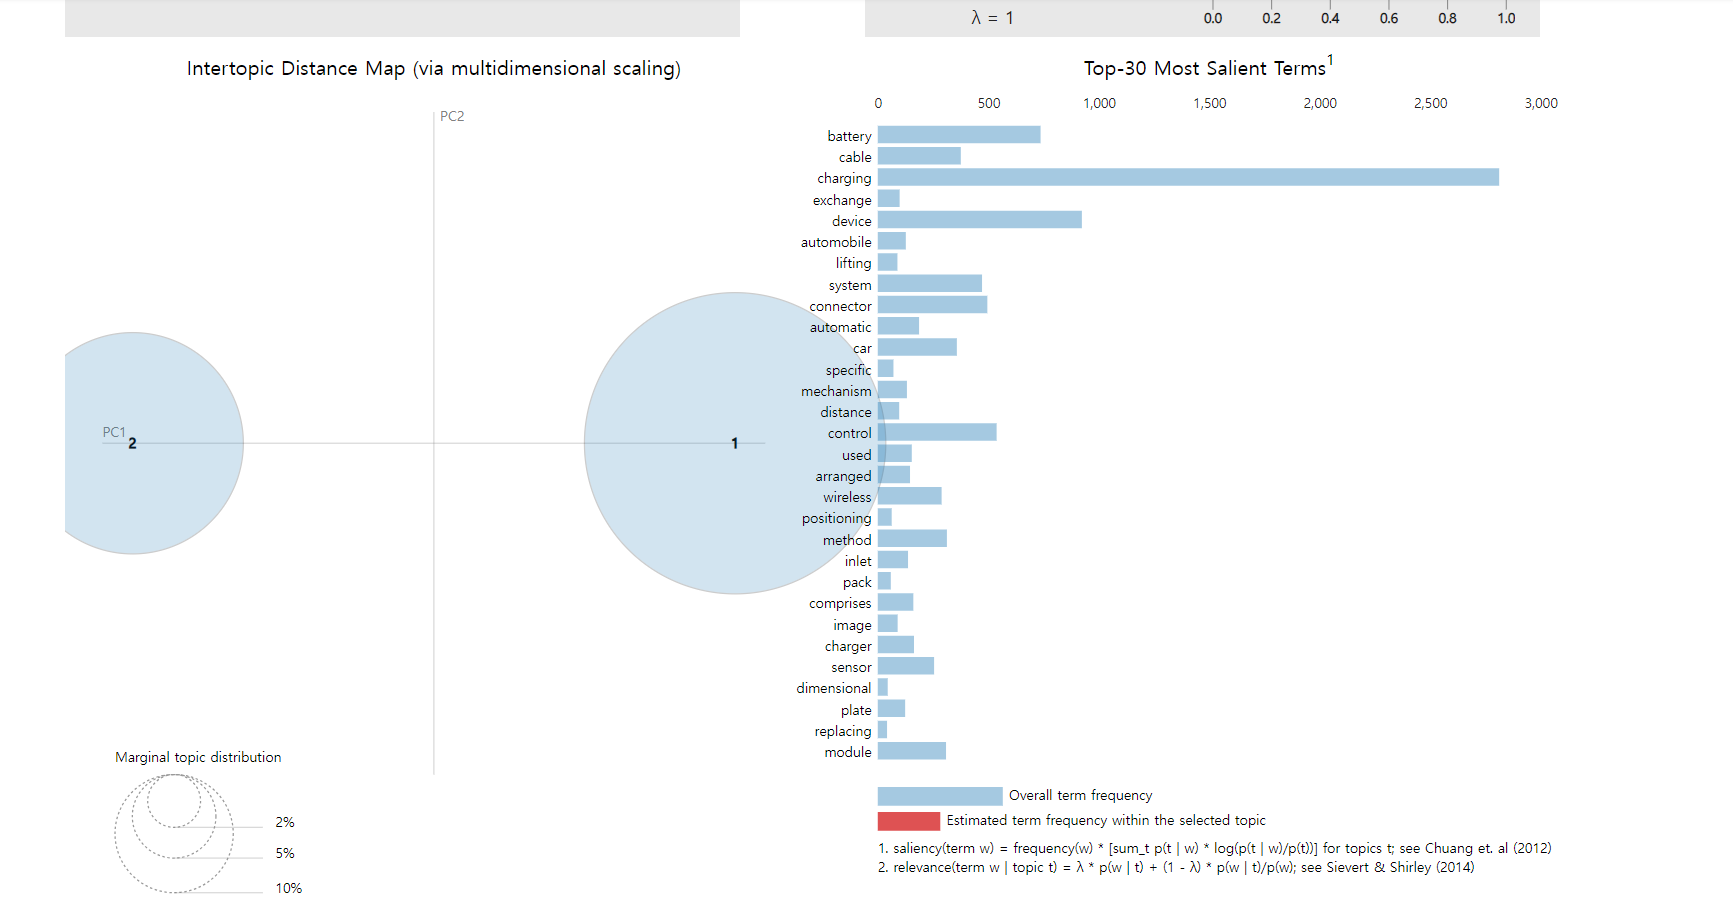 λ = 1
0.0 0.2 0.4 0.6 0.8 1.0
Intertopic Distance Map (via multidimensional scaling)
PC2
PC1
2
1
Marginal topic distribution
2%
5%
10%
Top-30 Most Salient Terms1
0 500 1,000 1,500 2,000 2,500 3,000
battery
cable
charging
exchange
device
automobile
lifting
system
connector
automatic
car
specific
mechanism
distance
control
used
arranged
wireless
positioning
method
inlet
pack
comprises
image
charger
sensor
dimensional
plate
replacing
module
Overall term frequency
Estimated term frequency within the selected topic
1. saliency(term w) = frequency(w) * [sum_t p(t | w) * log(p(t | w)/p(t))] for topics t; see Chuang et. al (2012)
2. relevance(term w | topic t) = λ * p(w | t) + (1 - λ) * p(w | t)/p(w); see Sievert & Shirley (2014)